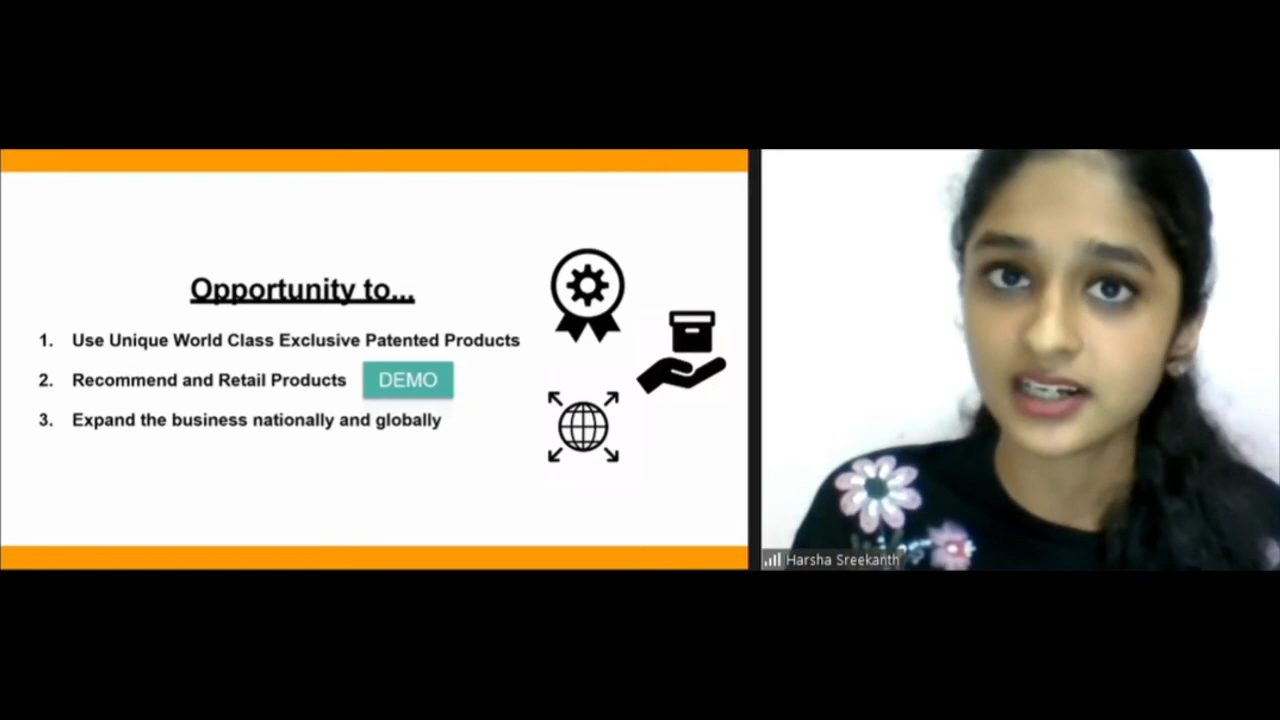 Opportunity to...
1. Use Unique World Class Exclusive Patented Products
2. Recommend and Retail Products DEMO
3. Expand the business nationally and globally
Harsha Sreekanth